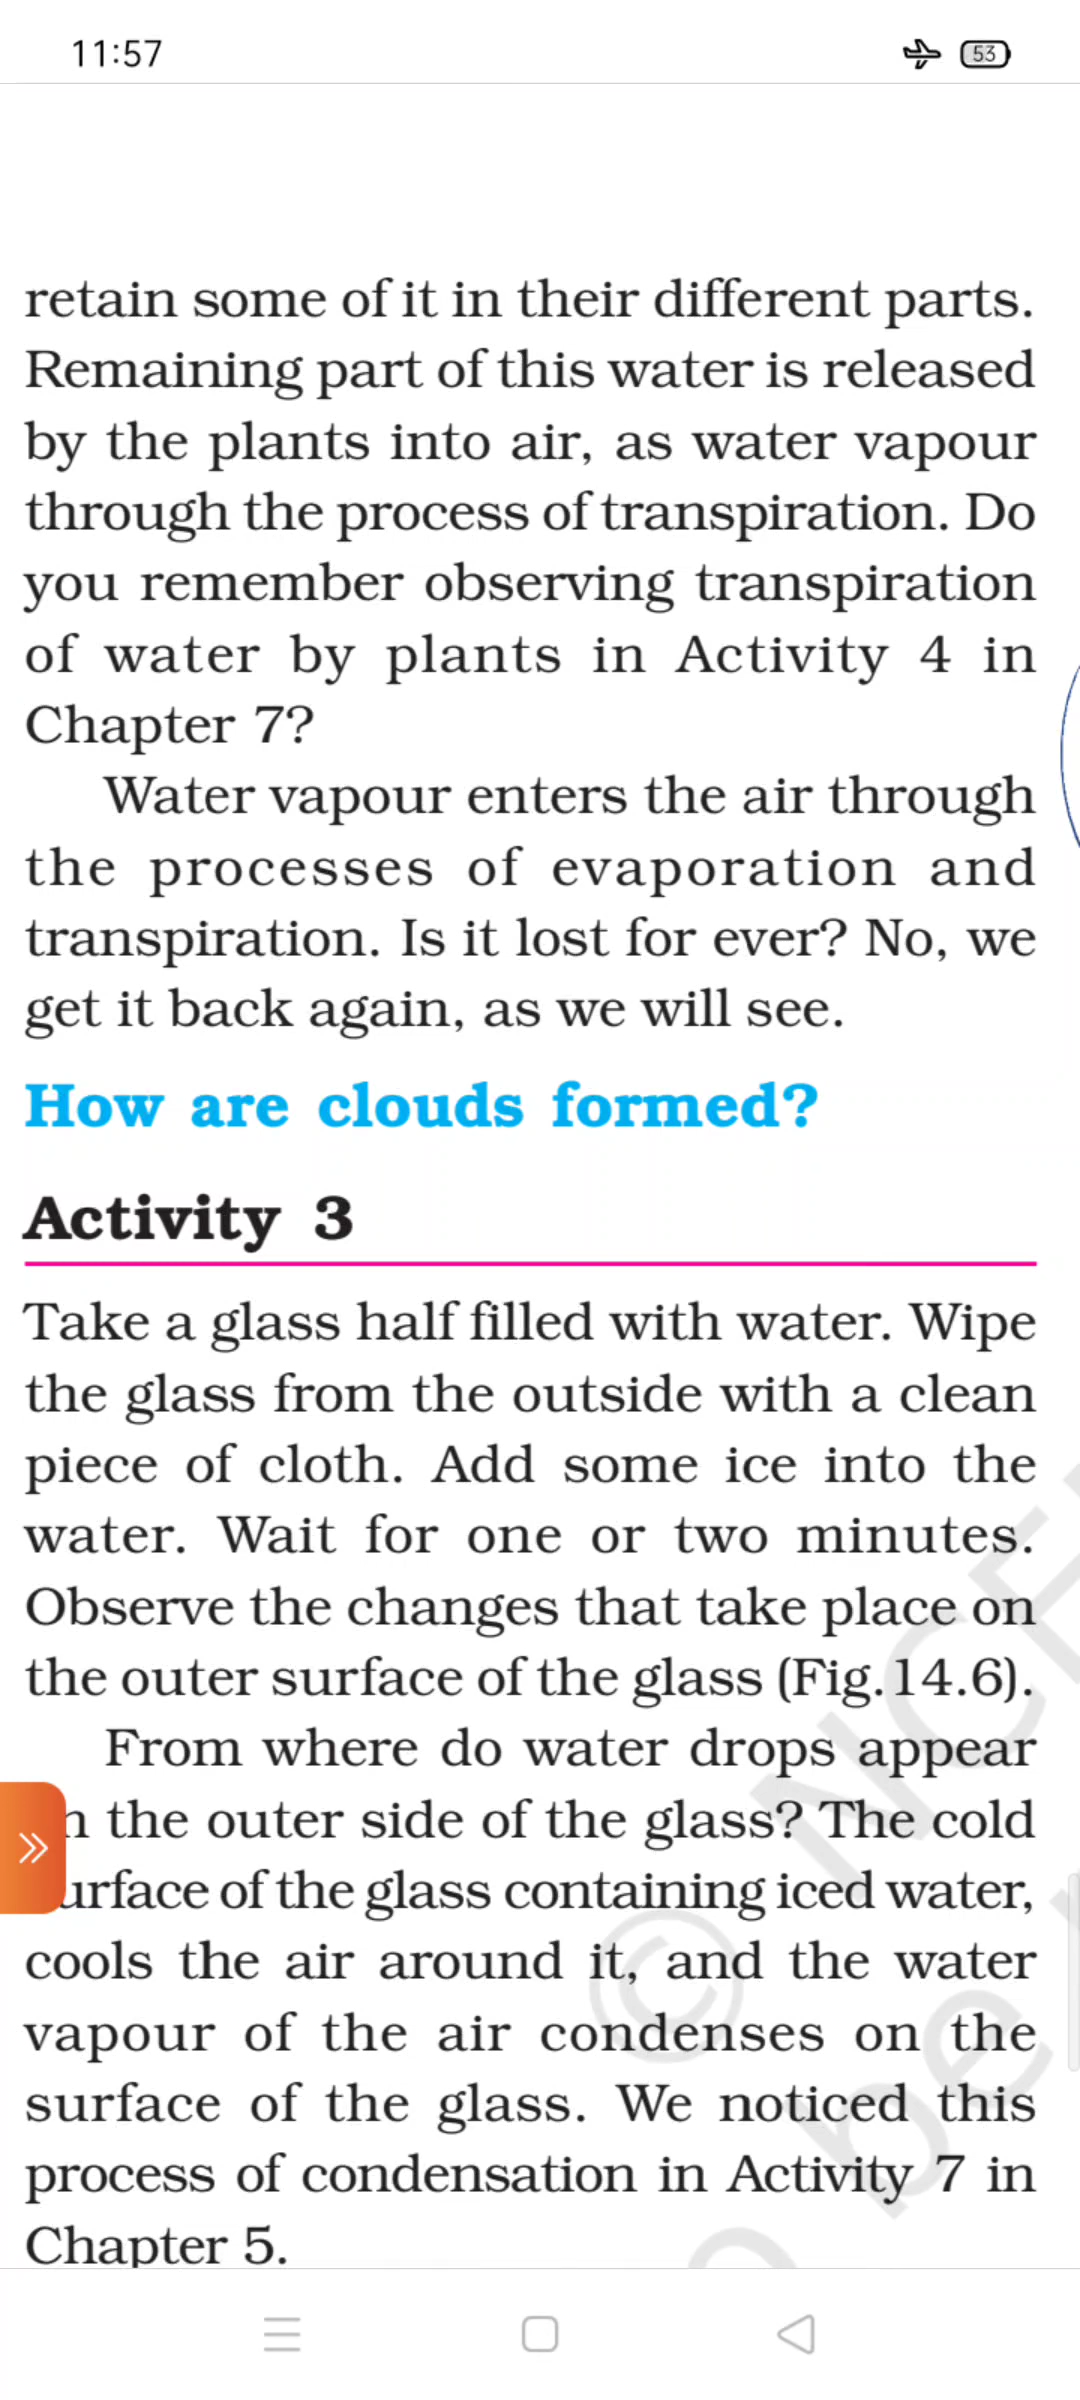 11:57
53
retain some of it in their different parts.
Remaining part of this water is released
by the plants into air, as water vapour
through the process of transpiration. Do
you remember observing transpiration
of water by plants in Activity 4 in
Chapter 7?
Water vapour enters the air through
the processes of evaporation and
transpiration. Is it lost for ever? No, we
get it back again, as we will see.
How are clouds formed?
Activity 3
Take a glass half filled with water. Wipe
the glass from the outside with a clean
piece of cloth. Add some ice into the
water. Wait for one or two minutes.
Observe the changes that take place on
the outer surface of the glass (Fig.14.6).
From where do water drops appear
n the outer side of the glass? The cold
urface of the glass containing iced water,
cools the air around it, and the water
vapour of the air condenses on the
surface of the glass. We noticed this
process of condensation in Activity 7 in
Chapter 5.
© NCE
be